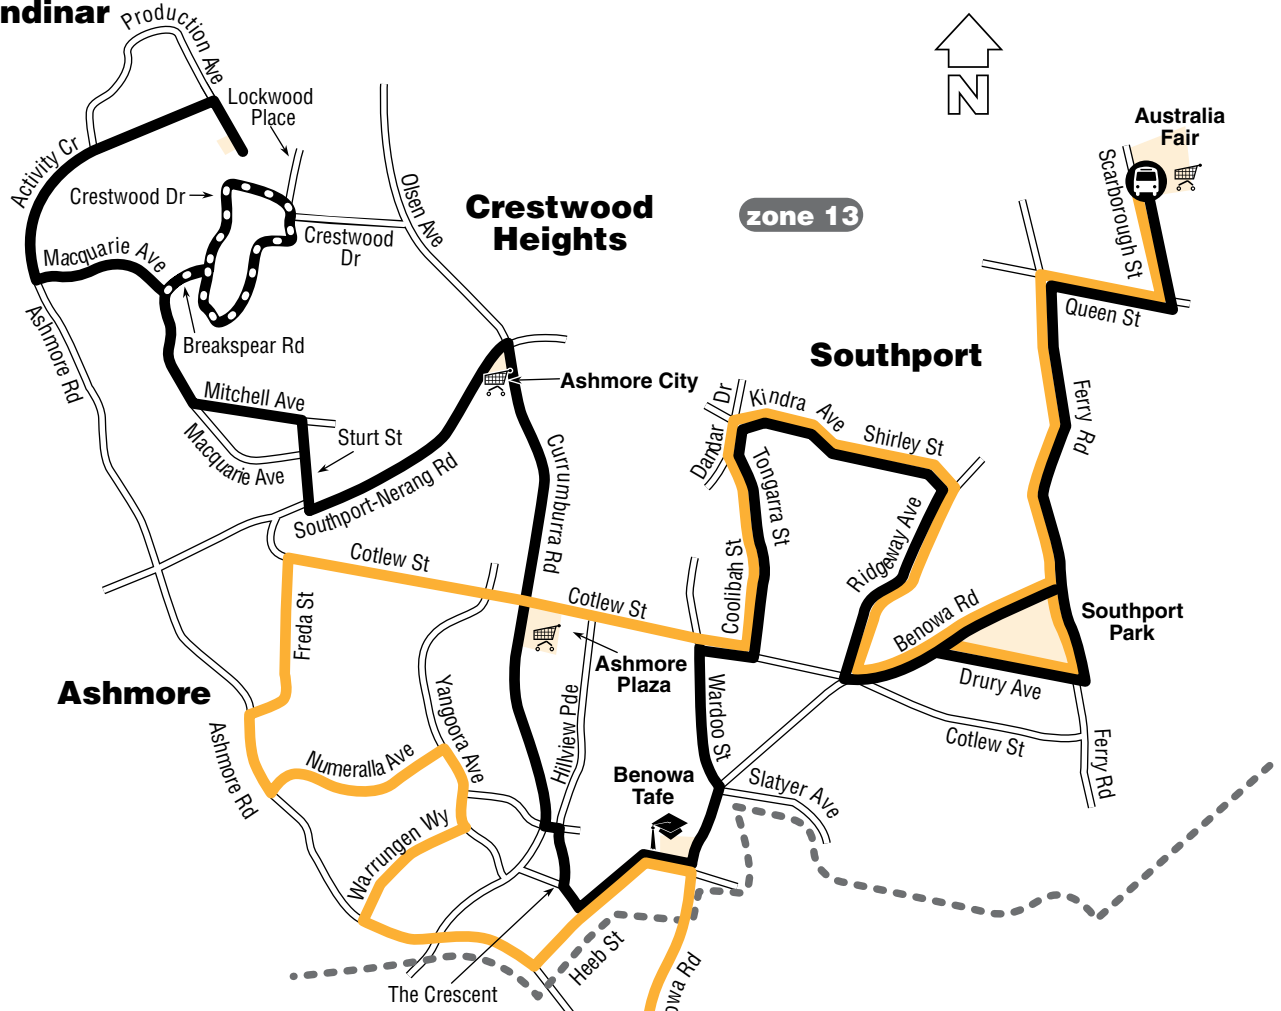 ndinar
Production Ave
Lockwood
Place
N
Australia
Fair
Activity Cr
Crestwood Dr
Scarborough St
Olsen Ave
Crestwood
Heights
zone 13
Crestwood
Dr
Macquarie Ave
Ashmore Rd
Queen St
Breakspear Rd
Southport
Ashmore City
Mitchell Ave
Dandar Dr
Kindra Ave
Shirley St
Ferry Rd
Macquarie Ave
Sturt St
Southport-Nerang Rd
Currumburra Rd
Tongarra St
Ridgeway Ave
Cotlew St
Cotlew St
Coolibah St
Freda St
Benowa Rd
Southport
Park
Ashmore
Plaza
Ashmore
Yangoora Ave
Hillview Pde
Wardoo St
Drury Ave
Cotlew St
Ferry Rd
Ashmore Rd
Numeralla Ave
Benowa
Tafe
Slatyer Ave
Warrungen Wy
Heeb St
The Crescent
owa Rd